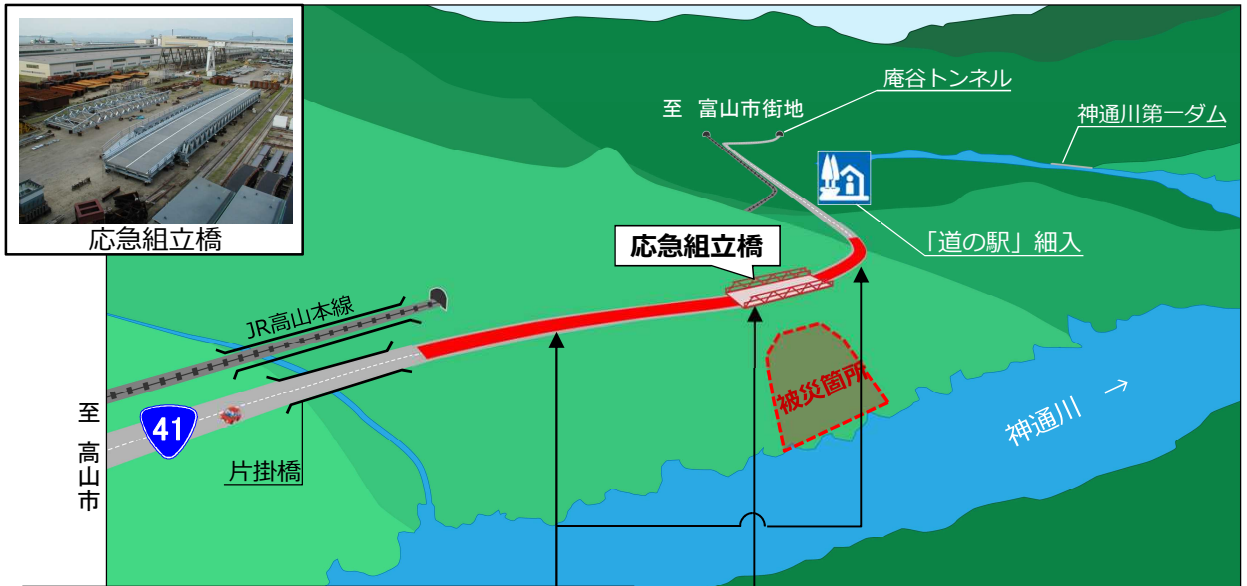 応急組立橋
庵谷トンネル
至 富山市街地
神通川第一ダム
「道の駅」細入
応急組立橋
JR高山本線
被災箇所
神通川 →
至 高山市
41
片掛橋